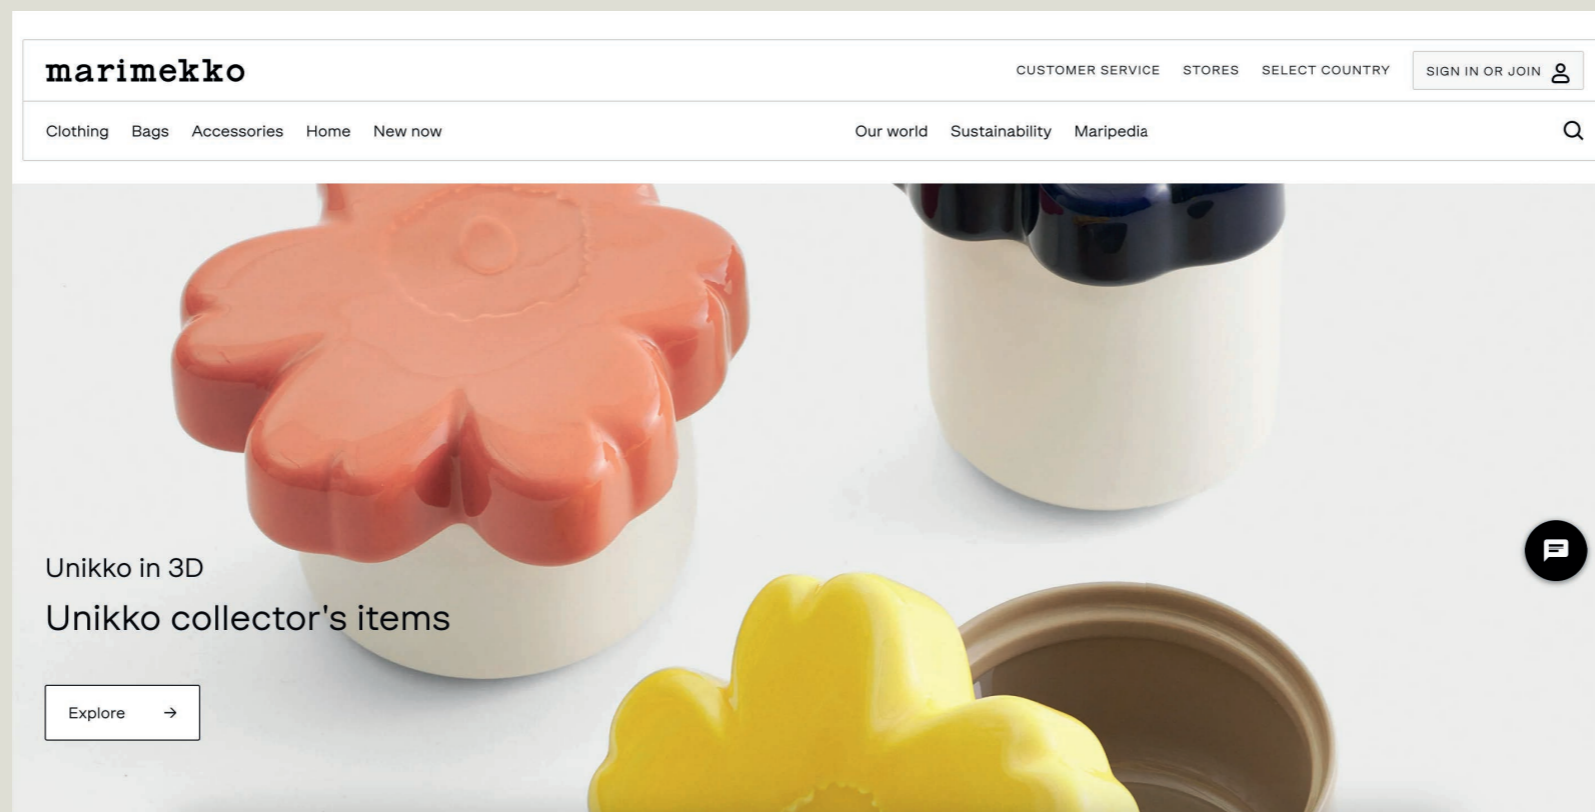 marimekko
CUSTOMER SERVICE STORES SELECT COUNTRY SIGN IN OR JOIN
Clothing Bags Accessories Home New now Our world Sustainability Maripedia
Unikko in 3D
Unikko collector's items
Explore →